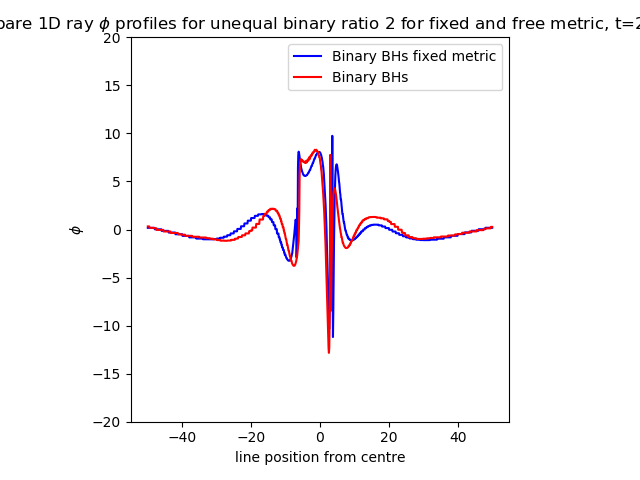 pare 1D ray ϕ profiles for unequal binary ratio 2 for fixed and free metric, t=2
Binary BHs fixed metric
Binary BHs
20
15
10
5
0
−5
−10
−15
−20
ϕ
−40
−20
0
20
40
line position from centre